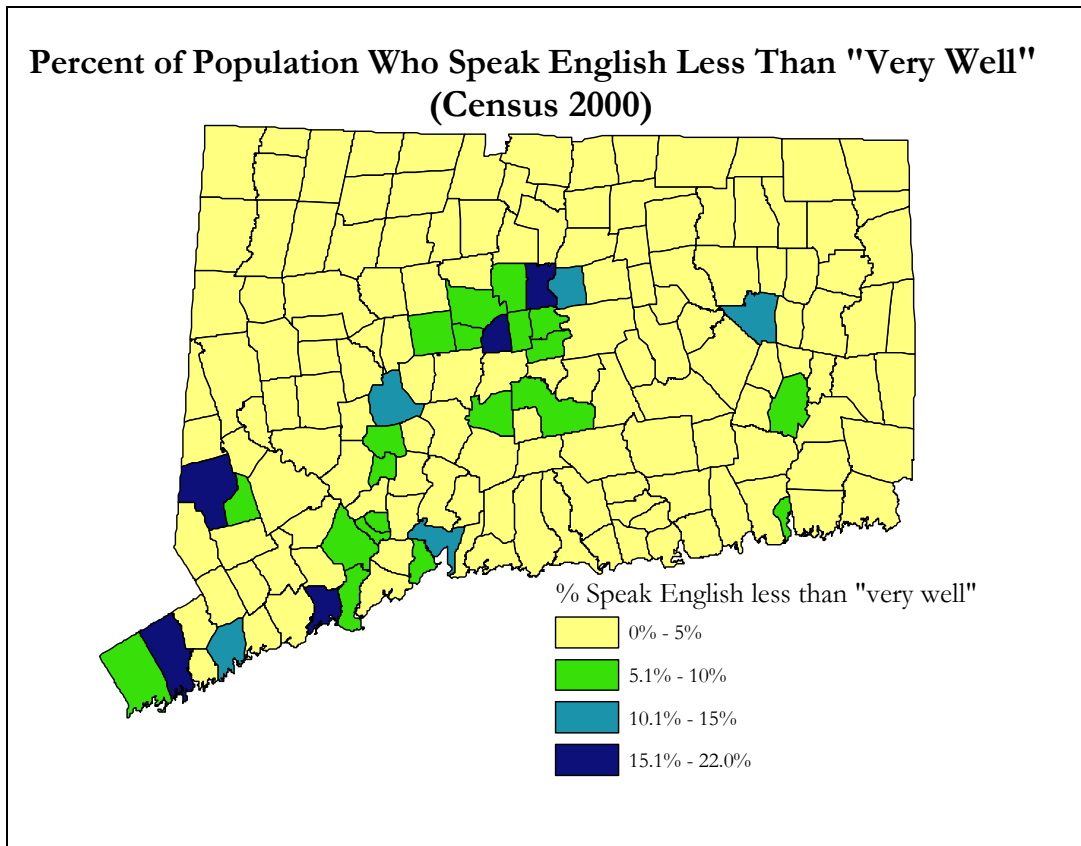 Percent of Population Who Speak English Less Than "Very Well"
(Census 2000)
% Speak English less than "very well"
0% - 5%
5.1% - 10%
10.1% - 15%
15.1% - 22.0%